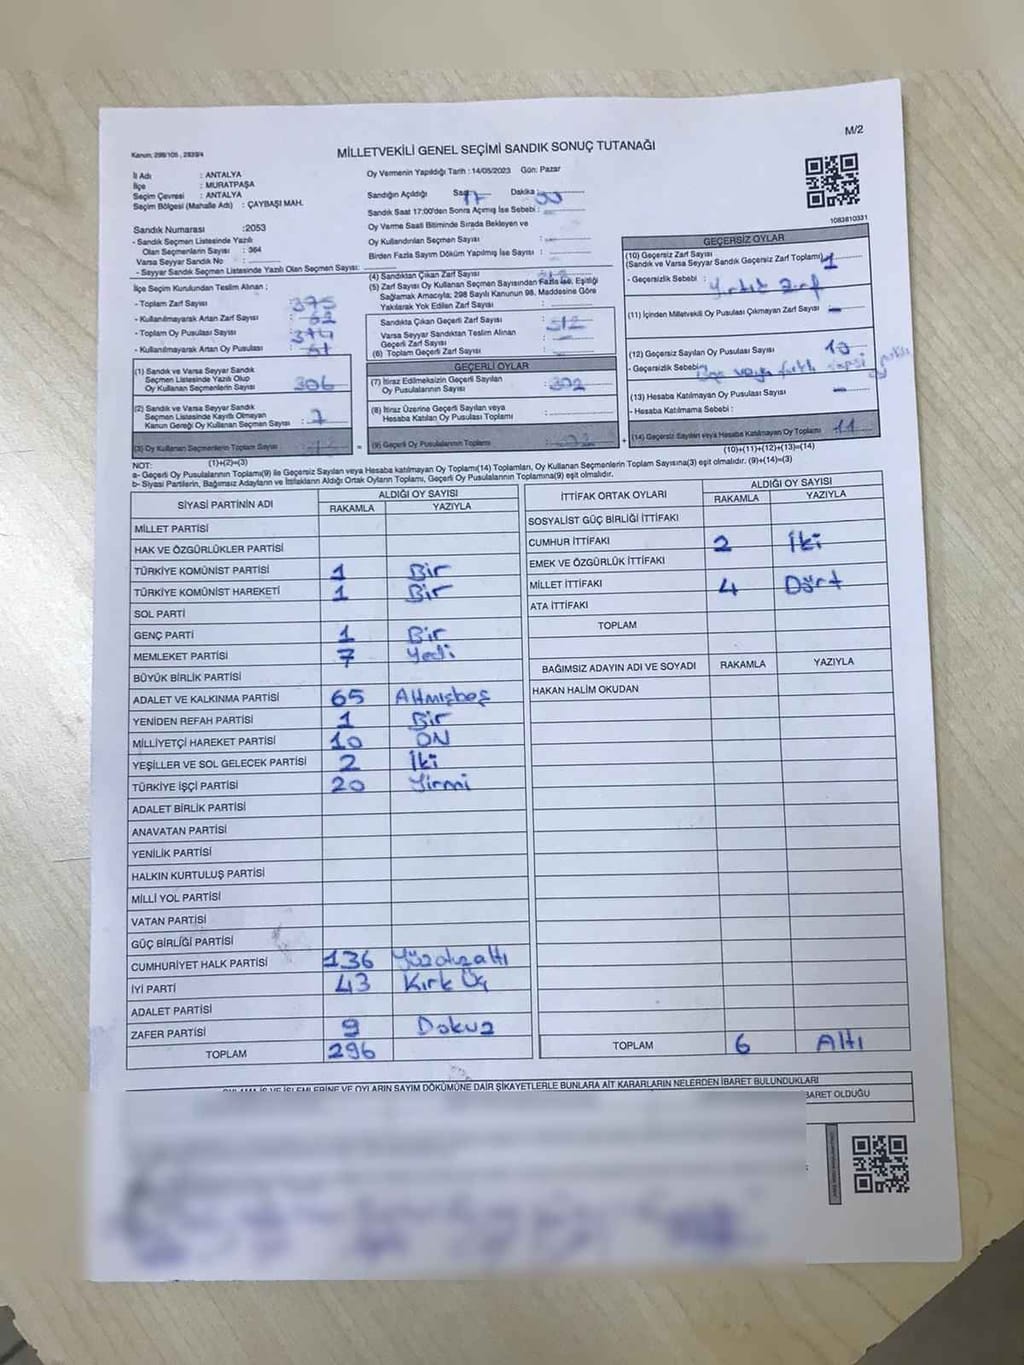 M/2
Kanun: 298/105 , 2839/4
MİLLETVEKİLİ GENEL SEÇİMİ SANDIK SONUÇ TUTANAĞI
İl Adı : ANTALYA
İlçe : MURATPAŞA
Seçim Çevresi : ANTALYA
Seçim Bölgesi (Mahalle Adı) : ÇAYBAŞI MAH.
Sandık Numarası :2053
- Sandık Seçmen Listesinde Yazılı
Olan Seçmenlerin Sayısı : 364
Varsa Seyyar Sandık No :
- Seyyar Sandık Seçmen Listesinde Yazılı Olan Seçmen Sayısı:
İlçe Seçim Kurulundan Teslim Alınan ;
- Toplam Zarf Sayısı : 375
- Kullanılmayarak Artan Zarf Sayısı : 62
- Toplam Oy Pusulası Sayısı : 374
- Kullanılmayarak Artan Oy Pusulası : 61
(1) Sandık ve Varsa Seyyar Sandık
Seçmen Listesinde Yazılı Olup
Oy Kullanan Seçmenlerin Sayısı : 306
(2) Sandık ve Varsa Seyyar Sandık
Seçmen Listesinde Kayıtlı Olmayan
Kanun Gereği Oy Kullanan Seçmen Sayısı : 7
(3) Oy Kullanan Seçmenlerin Toplam Sayısı
(1)+(2)=(3)
Oy Vermenin Yapıldığı Tarih : 14/05/2023 Gün: Pazar
Sandığın Açıldığı Saat 17 Dakika
Sandık Saat 17:00'den Sonra Açılmış İse Sebebi :
Oy Verme Saati Bitiminde Sırada Bekleyen ve
Oy Kullandırılan Seçmen Sayısı :
Birden Fazla Sayım Döküm Yapılmış İse Sayısı :
(4) Sandıktan Çıkan Zarf Sayısı
(5) Zarf Sayısı Oy Kullanan Seçmen Sayısından Fazla ise, Eşitliği
Sağlamak Amacıyla, 298 Sayılı Kanunun 98. Maddesine Göre
Yakılarak Yok Edilen Zarf Sayısı :
Sandıkta Çıkan Geçerli Zarf Sayısı : 312
Varsa Seyyar Sandıktan Teslim Alınan
Geçerli Zarf Sayısı :
(6) Toplam Geçerli Zarf Sayısı :
GEÇERLİ OYLAR
(7) İtiraz Edilmeksizin Geçerli Sayılan
Oy Pusulalarının Sayısı : 302
(8) İtiraz Üzerine Geçerli Sayılan veya
Hesaba Katılan Oy Pusulası Toplamı :
(9) Geçerli Oy Pusulalarının Toplamı : 302
1083810331
GEÇERSİZ OYLAR
(10) Geçersiz Zarf Sayısı
(Sandık ve Varsa Seyyar Sandık Geçersiz Zarf Toplamı) 1
- Geçersizlik Sebebi : Yırtık Zarf
(11) İçinden Milletvekili Oy Pusulası Çıkmayan Zarf Sayısı : -
(12) Geçersiz Sayılan Oy Pusulası Sayısı : 10
- Geçersizlik Sebebi:
(13) Hesaba Katılmayan Oy Pusulası Sayısı : -
- Hesaba Katılmama Sebebi :
(14) Geçersiz Sayılan veya Hesaba Katılmayan Oy Toplamı : 11
(10)+(11)+(12)+(13)=(14)
NOT:
a- Geçerli Oy Pusulalarının Toplamı(9) ile Geçersiz Sayılan veya Hesaba katılmayan Oy Toplamı(14) Toplamları, Oy Kullanan Seçmenlerin Toplam Sayısına(3) eşit olmalıdır. (9)+(14)=(3)
b- Siyasi Partilerin, Bağımsız Adayların ve İttifakların Aldığı Ortak Oyların Toplamı, Geçerli Oy Pusulalarının Toplamına(9) eşit olmalıdır.
SİYASİ PARTİNİN ADI ALDIĞI OY SAYISI
RAKAMLA YAZIYLA
MİLLET PARTİSİ
HAK VE ÖZGÜRLÜKLER PARTİSİ
TÜRKİYE KOMÜNİST PARTİSİ 1 Bir
TÜRKİYE KOMÜNİST HAREKETİ 1 Bir
SOL PARTİ
GENÇ PARTİ 1 Bir
MEMLEKET PARTİSİ 7 Yedi
BÜYÜK BİRLİK PARTİSİ
ADALET VE KALKINMA PARTİSİ 65 Altmışbeş
YENİDEN REFAH PARTİSİ 1 Bir
MİLLİYETÇİ HAREKET PARTİSİ 10 ON
YEŞİLLER VE SOL GELECEK PARTİSİ 2 İki
TÜRKİYE İŞÇİ PARTİSİ 20 Yirmi
ADALET BİRLİK PARTİSİ
ANAVATAN PARTİSİ
YENİLİK PARTİSİ
HALKIN KURTULUŞ PARTİSİ
MİLLİ YOL PARTİSİ
VATAN PARTİSİ
GÜÇ BİRLİĞİ PARTİSİ
CUMHURİYET HALK PARTİSİ 136 Yüzotuzaltı
İYİ PARTİ 43 Kırk Üç
ADALET PARTİSİ
ZAFER PARTİSİ 9 Dokuz
TOPLAM 296
İTTİFAK ORTAK OYLARI ALDIĞI OY SAYISI
RAKAMLA YAZIYLA
SOSYALİST GÜÇ BİRLİĞİ İTTİFAKI
CUMHUR İTTİFAKI 2 İki
EMEK VE ÖZGÜRLÜK İTTİFAKI
MİLLET İTTİFAKI 4 Dört
ATA İTTİFAKI
TOPLAM
BAĞIMSIZ ADAYIN ADI VE SOYADI RAKAMLA YAZIYLA
HAKAN HALİM OKUDAN
TOPLAM 6 Altı
OYLAMA İŞ VE İŞLEMLERİNE VE OYLARIN SAYIM DÖKÜMÜNE DAİR ŞİKAYETLERLE BUNLARA AİT KARARLARIN NELERDEN İBARET BULUNDUKLARI
İBARET OLDUĞU